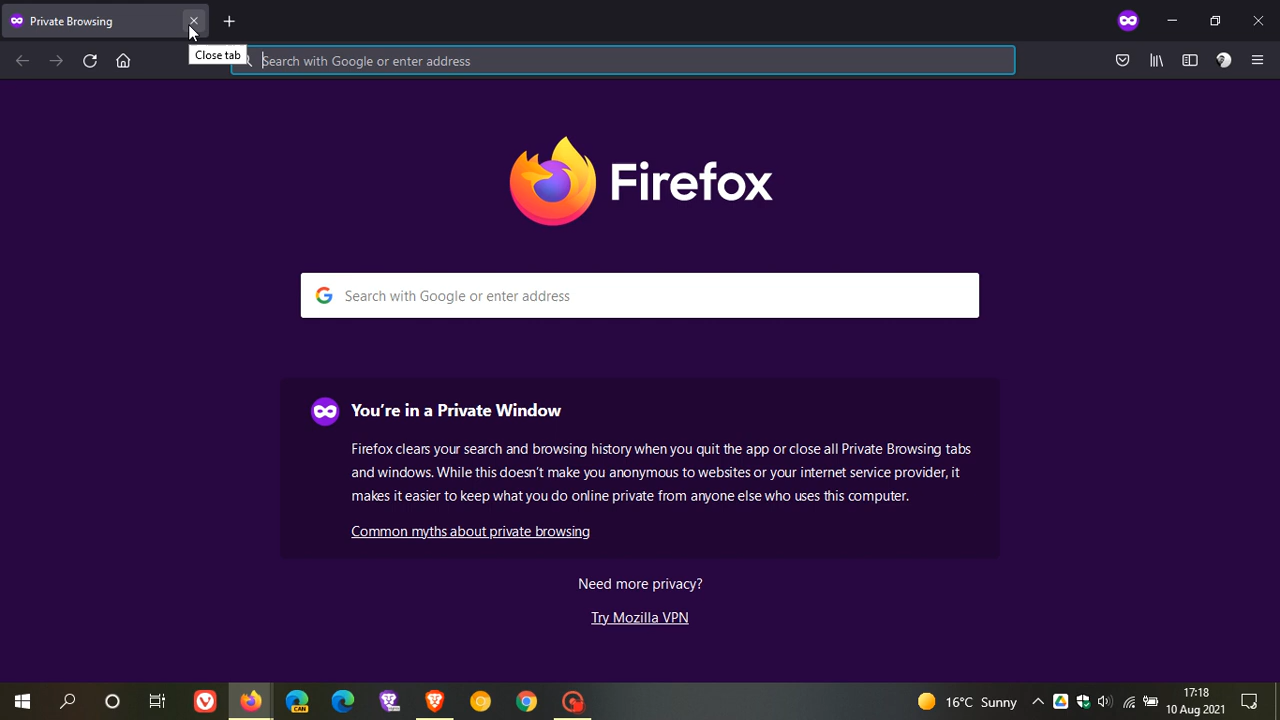 Private Browsing
Close tab
Search with Google or enter address
Firefox
Search with Google or enter address
You're in a Private Window
Firefox clears your search and browsing history when you quit the app or close all Private Browsing tabs
and windows. While this doesn't make you anonymous to websites or your internet service provider, it
makes it easier to keep what you do online private from anyone else who uses this computer.
Common myths about private browsing
Need more privacy?
Try Mozilla VPN
CAN
16°C Sunny
17:18
10 Aug 2021